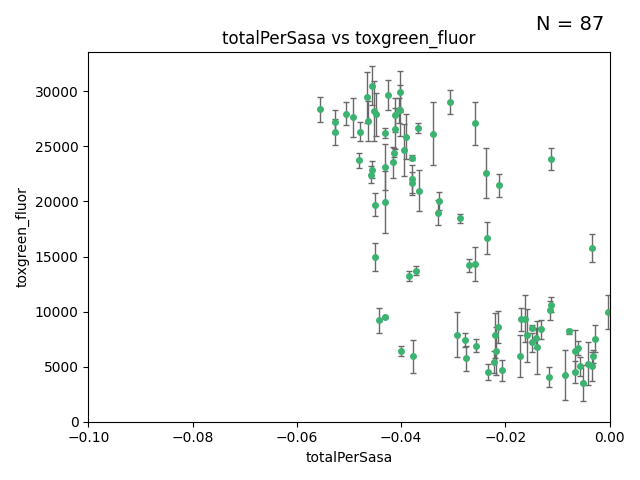 N = 87
totalPerSasa vs toxgreen_fluor
toxgreen_fluor
30000
25000
20000
15000
10000
5000
0
−0.10 −0.08 −0.06 −0.04 −0.02 0.00
totalPerSasa